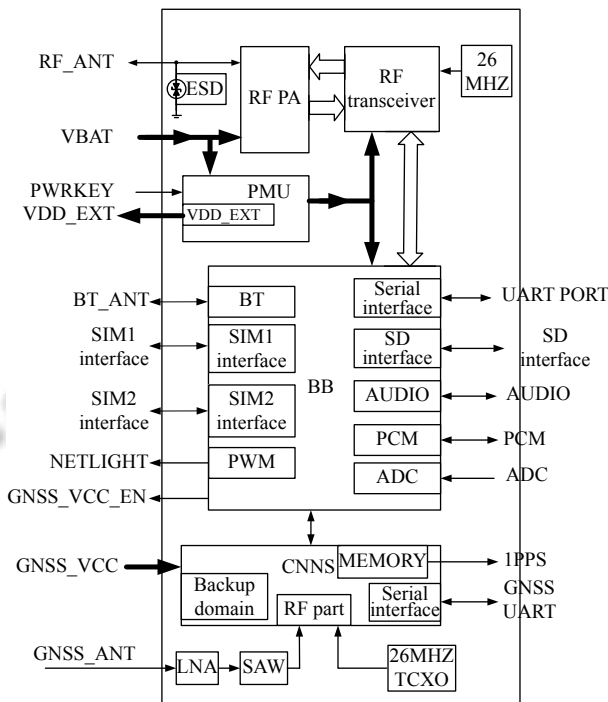 RF_ANT
ESD
RF PA
RF
transceiver
26
MHZ
VBAT
PWRKEY
VDD_EXT
PMU
VDD_EXT
BT_ANT
BT
Serial
interface
UART PORT
SIM1
interface
SIM1
interface
SD
interface
SD
interface
BB
SIM2
interface
SIM2
interface
AUDIO
AUDIO
PCM
PCM
NETLIGHT
PWM
ADC
ADC
GNSS_VCC_EN
GNSS_VCC
CNNS
MEMORY
1PPS
Backup
domain
RF part
Serial
interface
GNSS
UART
GNSS_ANT
LNA
SAW
26MHZ
TCXO